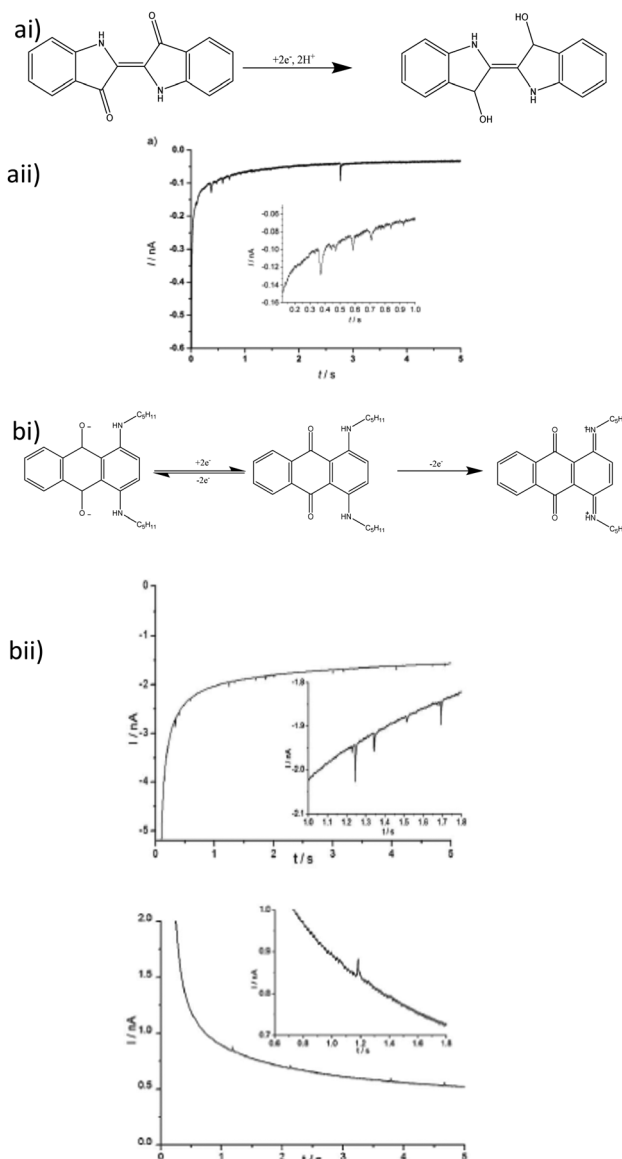 ai)
O
HO
NH
NH
+2e-, 2H+
N
H
N
H
O
OH
aii)
a)
0.0
-0.1
-0.2
-0.3
-0.4
-0.5
-0.6
I / nA
0 1 2 3 4 5
t / s
-0.06
-0.08
-0.10
-0.12
-0.14
-0.16
I / nA
0.2 0.3 0.4 0.5 0.6 0.7 0.8 0.9 1.0
t / s
bi)
C5H11 C5H11 C5H11
O- HN O HN O HN+
+2e-
-2e-
-2e-
O- HN O HN O HN+
C5H11 C5H11 C5H11
bii)
0
-1
-2
-3
-4
-5
I / nA
0 1 2 3 4 5
t / s
-1.8
-1.9
-2.0
-2.1
I / nA
1.0 1.1 1.2 1.3 1.4 1.5 1.6 1.7 1.8
t / s
2.0
1.5
1.0
0.5
0.0
I / nA
0 1 2 3 4 5
t / s
1.0
0.9
0.8
0.7
I / nA
0.6 0.8 1.0 1.2 1.4 1.6 1.8
t / s